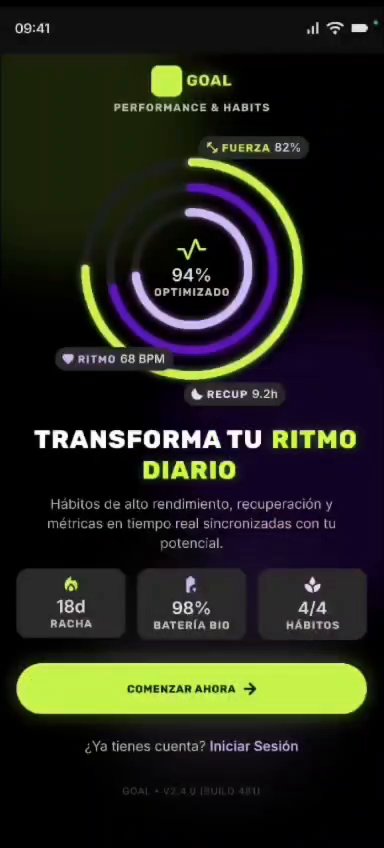 09:41
GOAL
PERFORMANCE & HABITS
FUERZA 82%
94%
OPTIMIZADO
RITMO 68 BPM
RECUP 9.2h
TRANSFORMA TU RITMO
DIARIO
Hábitos de alto rendimiento, recuperación y
métricas en tiempo real sincronizadas con tu
potencial.
18d
RACHA
98%
BATERÍA BIO
4/4
HÁBITOS
COMENZAR AHORA
¿Ya tienes cuenta? Iniciar Sesión
GOAL • V2.4.0 (BUILD 481)